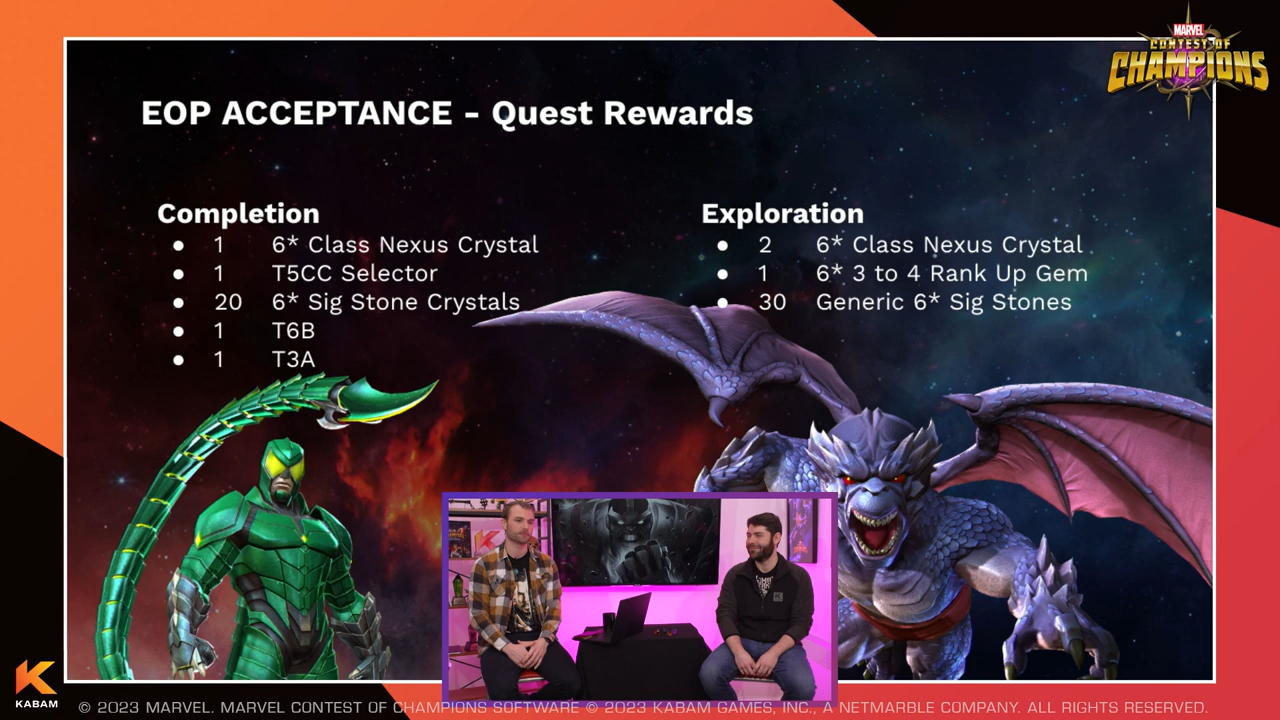 MARVEL
CONTEST OF
CHAMPIONS
EOP ACCEPTANCE - Quest Rewards
Completion
• 1 6* Class Nexus Crystal
• 1 T5CC Selector
• 20 6* Sig Stone Crystals
• 1 T6B
• 1 T3A
Exploration
• 2 6* Class Nexus Crystal
• 1 6* 3 to 4 Rank Up Gem
• 30 Generic 6* Sig Stones
KABAM
© 2023 MARVEL. MARVEL CONTEST OF CHAMPIONS SOFTWARE © 2023 KABAM GAMES, INC., A NETMARBLE COMPANY. ALL RIGHTS RESERVED.